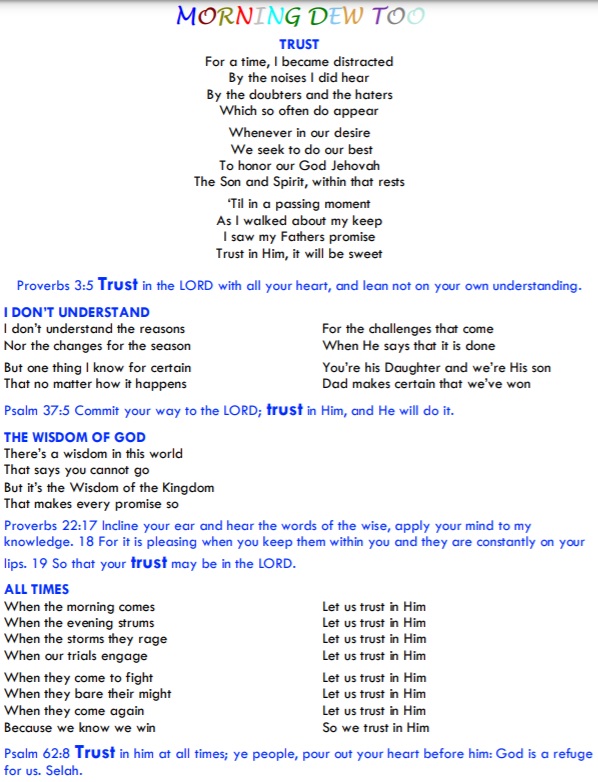 MORNING DEW TOO
TRUST
For a time, I became distracted
By the noises I did hear
By the doubters and the haters
Which so often do appear
Whenever in our desire
We seek to do our best
To honor our God Jehovah
The Son and Spirit, within that rests
'Til in a passing moment
As I walked about my keep
I saw my Fathers promise
Trust in Him, it will be sweet
Proverbs 3:5 Trust in the LORD with all your heart, and lean not on your own understanding.
I DON'T UNDERSTAND
I don't understand the reasons
For the challenges that come
Nor the changes for the season
When He says that it is done
But one thing I know for certain
You're his Daughter and we're His son
That no matter how it happens
Dad makes certain that we've won
Psalm 37:5 Commit your way to the LORD; trust in Him, and He will do it.
THE WISDOM OF GOD
There's a wisdom in this world
That says you cannot go
But it's the Wisdom of the Kingdom
That makes every promise so
Proverbs 22:17 Incline your ear and hear the words of the wise, apply your mind to my
knowledge. 18 For it is pleasing when you keep them within you and they are constantly on your
lips. 19 So that your trust may be in the LORD.
ALL TIMES
When the morning comes
Let us trust in Him
When the evening strums
Let us trust in Him
When the storms they rage
Let us trust in Him
When our trials engage
Let us trust in Him
When they come to fight
Let us trust in Him
When they bare their might
Let us trust in Him
When they come again
Let us trust in Him
Because we know we win
So we trust in Him
Psalm 62:8 Trust in him at all times; ye people, pour out your heart before him: God is a refuge
for us. Selah.